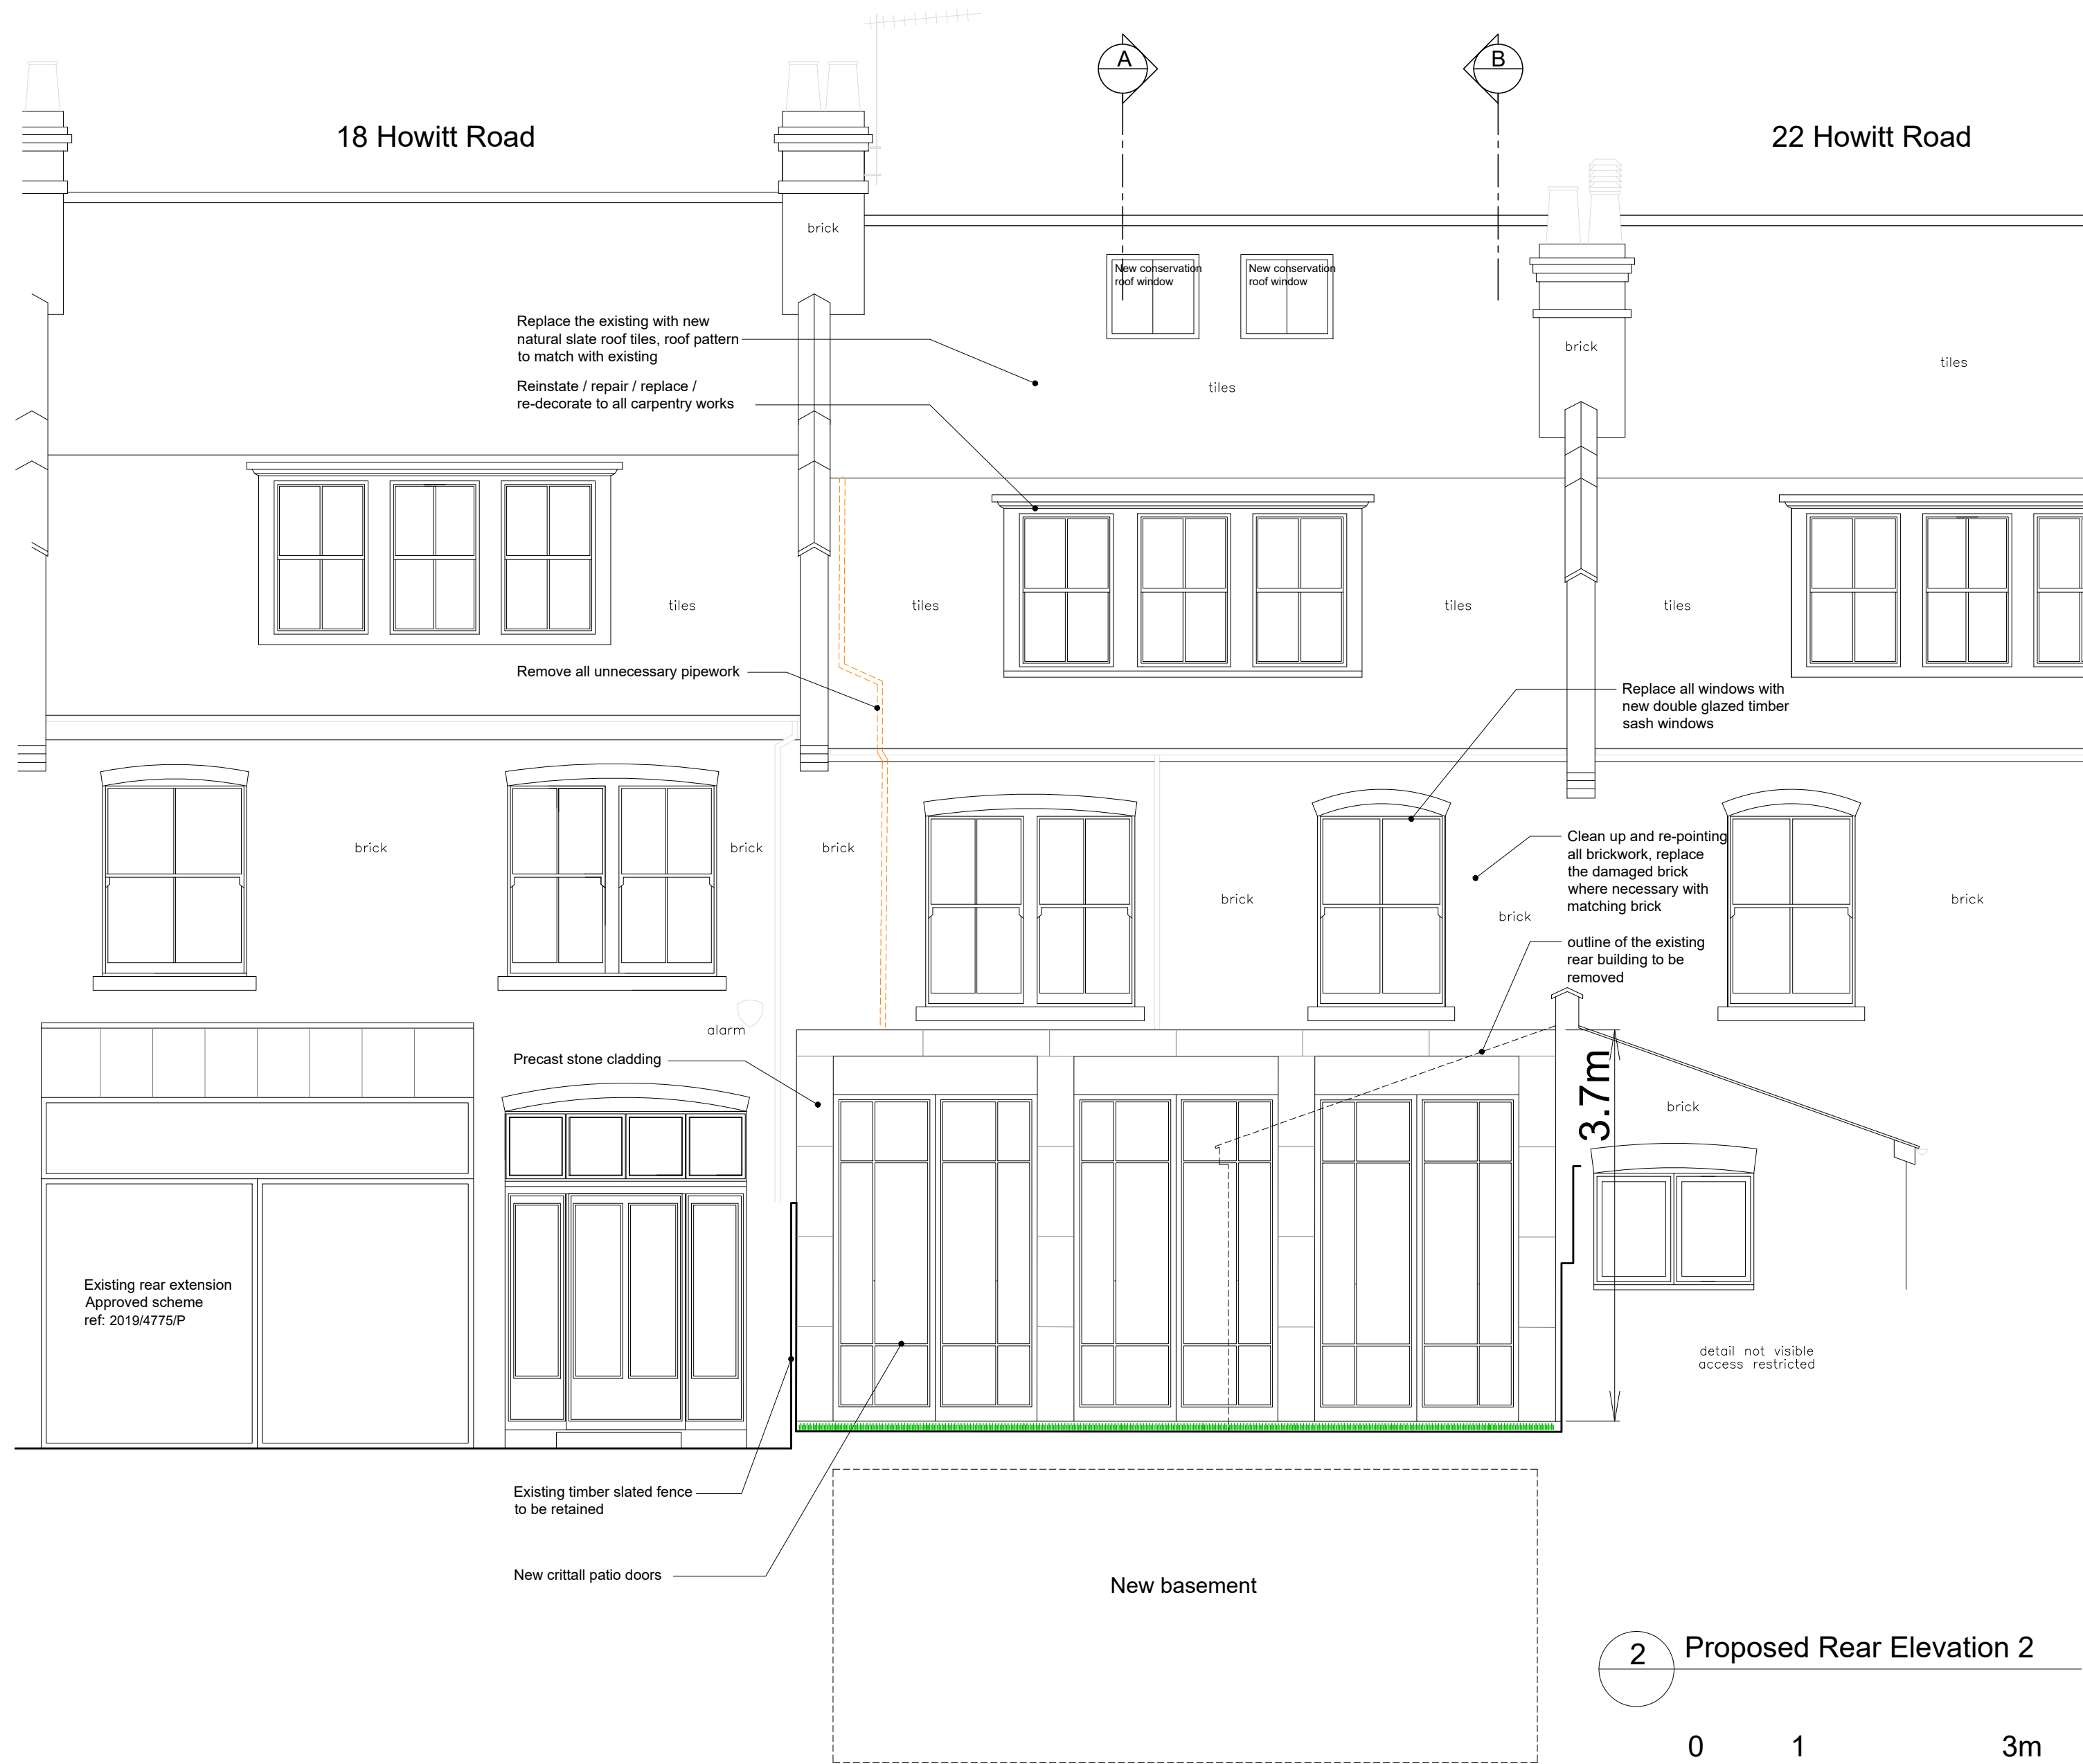 A
B
18 Howitt Road
22 Howitt Road
brick
New conservation
roof window
New conservation
roof window
Replace the existing with new
natural slate roof tiles, roof pattern
to match with existing
brick
tiles
tiles
Reinstate / repair / replace /
re-decorate to all carpentry works
tiles
tiles
tiles
tiles
Remove all unnecessary pipework
Replace all windows with
new double glazed timber
sash windows
brick
brick
brick
Clean up and re-pointing
all brickwork, replace
the damaged brick
where necessary with
matching brick
brick
brick
brick
outline of the existing
rear building to be
removed
alarm
Precast stone cladding
3.7m
brick
Existing rear extension
Approved scheme
ref: 2019/4775/P
detail not visible
access restricted
Existing timber slated fence
to be retained
New crittall patio doors
New basement
2
Proposed Rear Elevation 2
0 1 3m